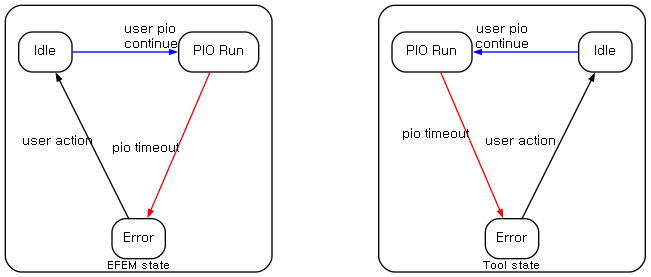 user pio
continue
Idle
PIO Run
user action
pio timeout
Error
EFEM state
user pio
continue
PIO Run
Idle
pio timeout
user action
Error
Tool state